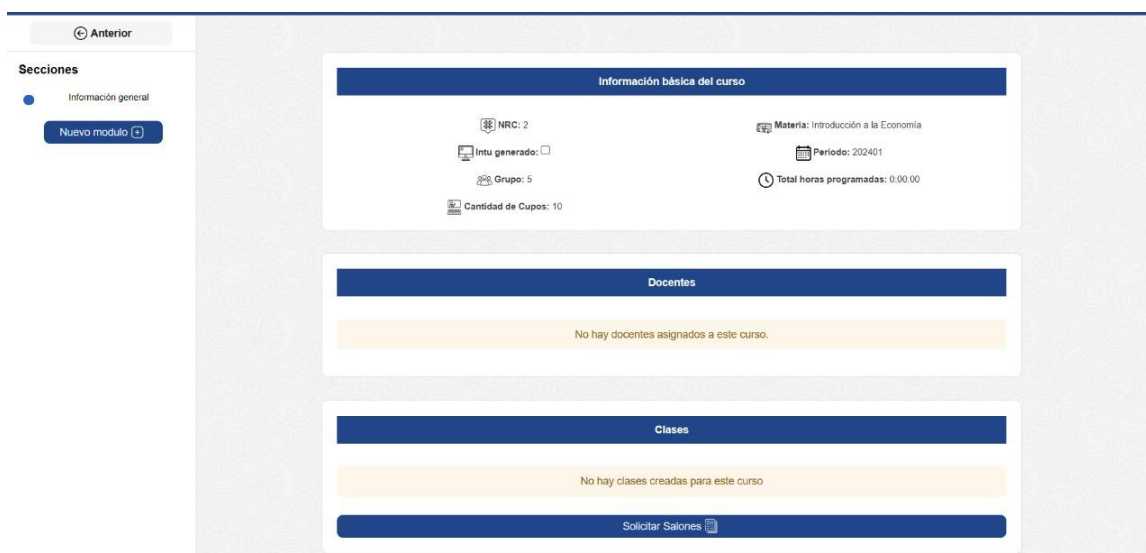 Anterior
Secciones
Información general
Nuevo modulo
Información básica del curso
NRC: 2
Materia: Introducción a la Economía
Intu generado:
Periodo: 202401
Grupo: 5
Total horas programadas: 0:00:00
Cantidad de Cupos: 10
Docentes
No hay docentes asignados a este curso.
Clases
No hay clases creadas para este curso
Solicitar Salones